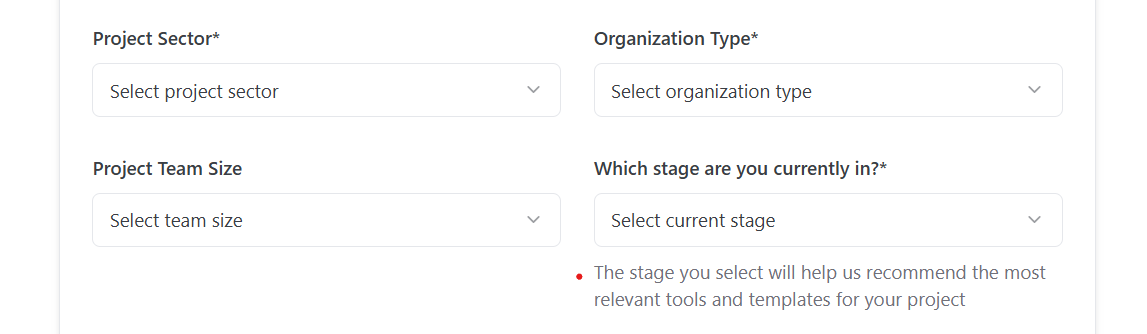 Project Sector*
Organization Type*
Select project sector
Select organization type
Project Team Size
Which stage are you currently in?*
Select team size
Select current stage
The stage you select will help us recommend the most
relevant tools and templates for your project